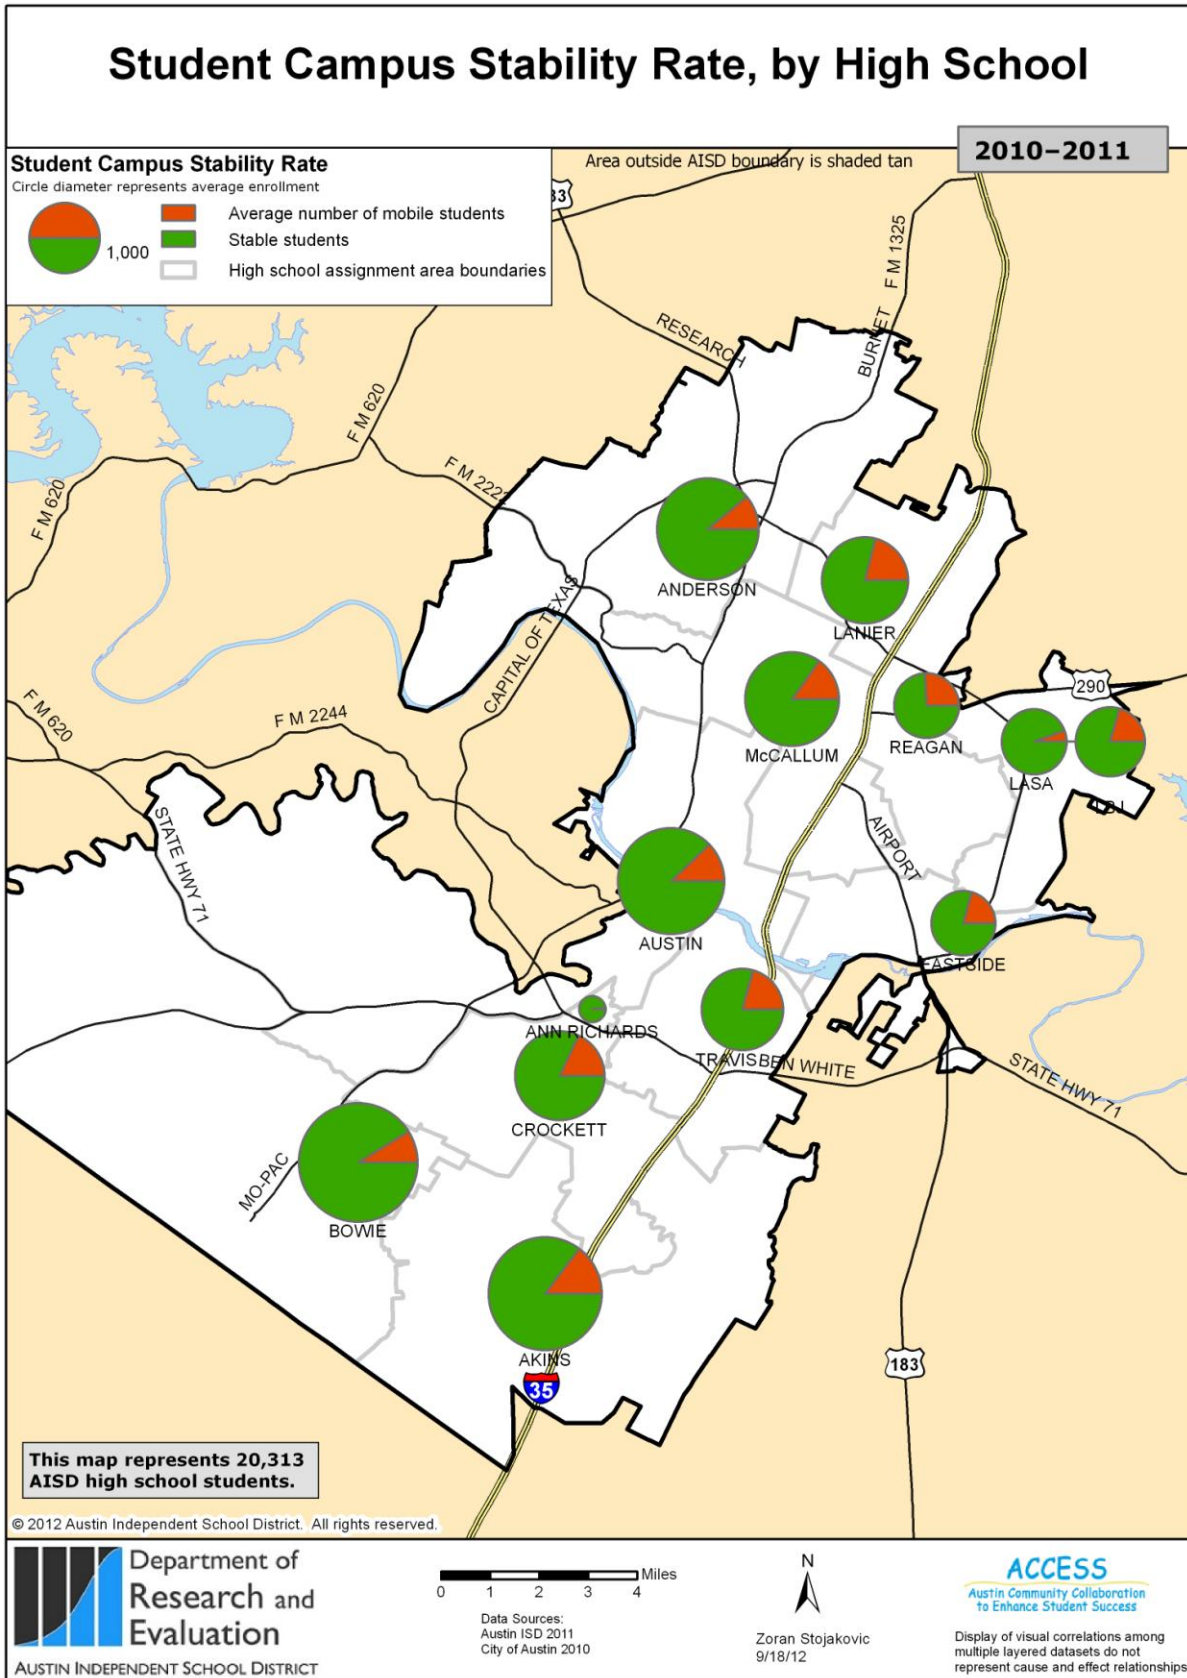 Student Campus Stability Rate, by High School
2010–2011
Area outside AISD boundary is shaded tan
Student Campus Stability Rate
Circle diameter represents average enrollment
1,000
Average number of mobile students
Stable students
High school assignment area boundaries
F M 1325
RESEARCH
BURNET
F M 620
F M 620
F M 2222
ANDERSON
LANIER
CAPITAL OF TEXAS
290
F M 620
F M 2244
McCALLUM
REAGAN
LASA
LBJ
STATE HWY 71
AIRPORT
AUSTIN
EASTSIDE
ANN RICHARDS
TRAVIS
BEN WHITE
STATE HWY 71
CROCKETT
MO-PAC
BOWIE
AKINS
35
183
This map represents 20,313
AISD high school students.
© 2012 Austin Independent School District. All rights reserved.
Department of
Research and
Evaluation
AUSTIN INDEPENDENT SCHOOL DISTRICT
0 1 2 3 4 Miles
Data Sources:
Austin ISD 2011
City of Austin 2010
N
Zoran Stojakovic
9/18/12
ACCESS
Austin Community Collaboration
to Enhance Student Success
Display of visual correlations among
multiple layered datasets do not
represent cause and effect relationships